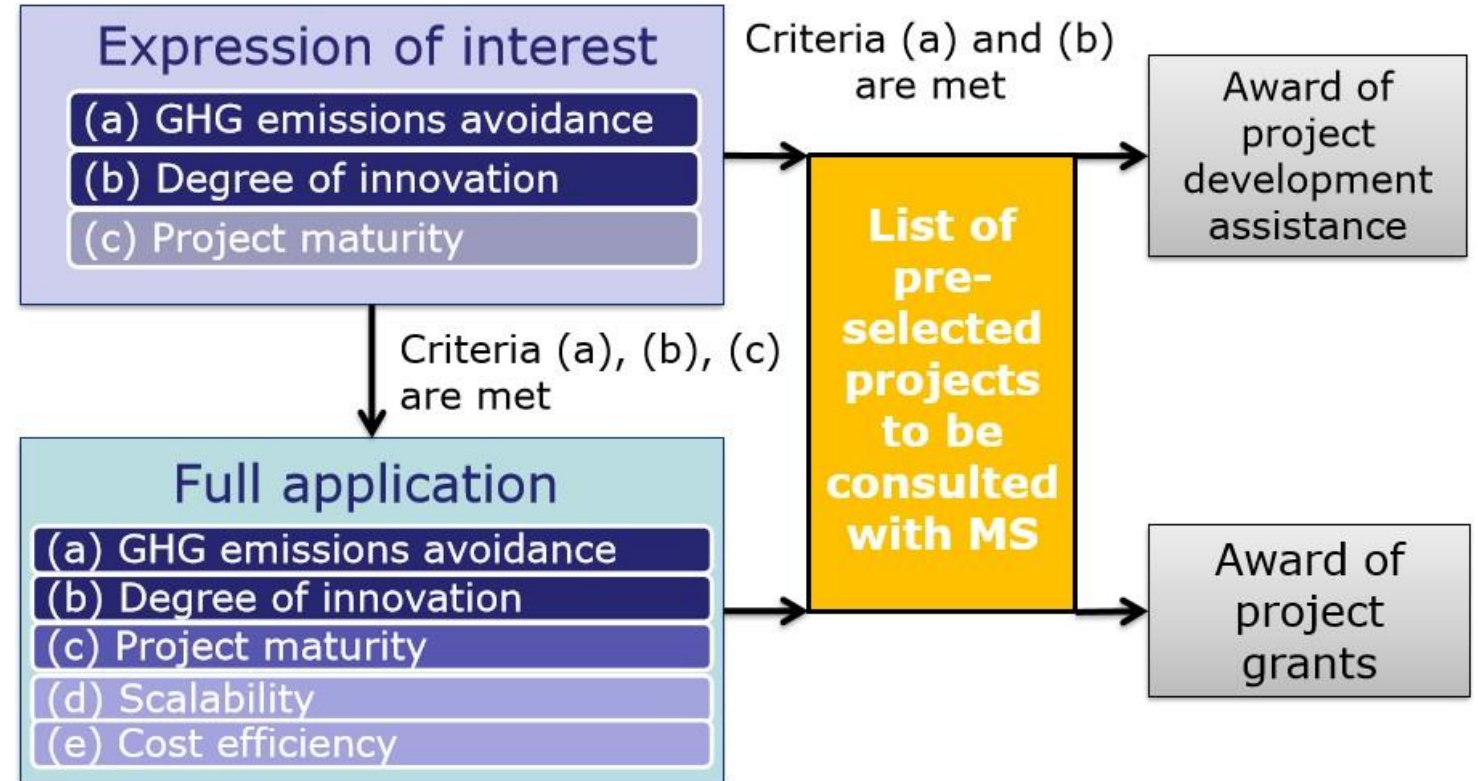 Expression of interest
(a) GHG emissions avoidance
(b) Degree of innovation
(c) Project maturity
Criteria (a) and (b)
are met
Award of
project
development
assistance
List of
pre-
selected
projects
to be
consulted
with MS
Criteria (a), (b), (c)
are met
Full application
(a) GHG emissions avoidance
(b) Degree of innovation
(c) Project maturity
(d) Scalability
(e) Cost efficiency
Award of
project
grants